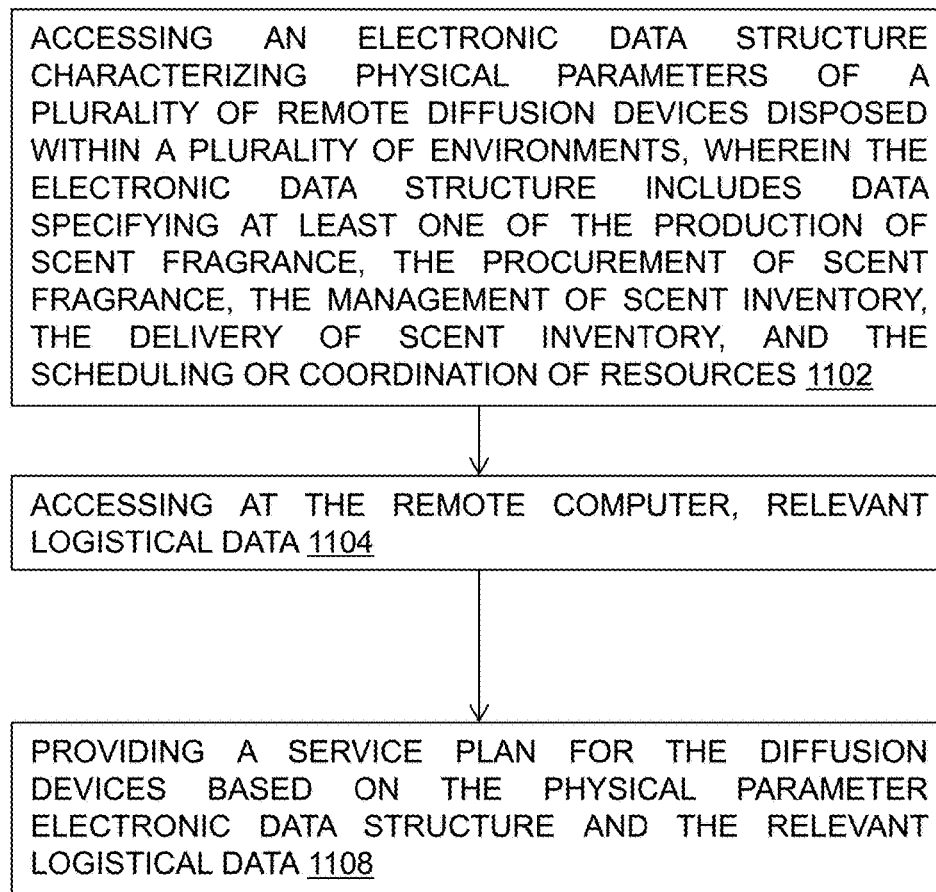 ACCESSING AN ELECTRONIC DATA STRUCTURE
CHARACTERIZING PHYSICAL PARAMETERS OF A
PLURALITY OF REMOTE DIFFUSION DEVICES DISPOSED
WITHIN A PLURALITY OF ENVIRONMENTS, WHEREIN THE
ELECTRONIC DATA STRUCTURE INCLUDES DATA
SPECIFYING AT LEAST ONE OF THE PRODUCTION OF
SCENT FRAGRANCE, THE PROCUREMENT OF SCENT
FRAGRANCE, THE MANAGEMENT OF SCENT INVENTORY,
THE DELIVERY OF SCENT INVENTORY, AND THE
SCHEDULING OR COORDINATION OF RESOURCES 1102
ACCESSING AT THE REMOTE COMPUTER, RELEVANT
LOGISTICAL DATA 1104
PROVIDING A SERVICE PLAN FOR THE DIFFUSION
DEVICES BASED ON THE PHYSICAL PARAMETER
ELECTRONIC DATA STRUCTURE AND THE RELEVANT
LOGISTICAL DATA 1108